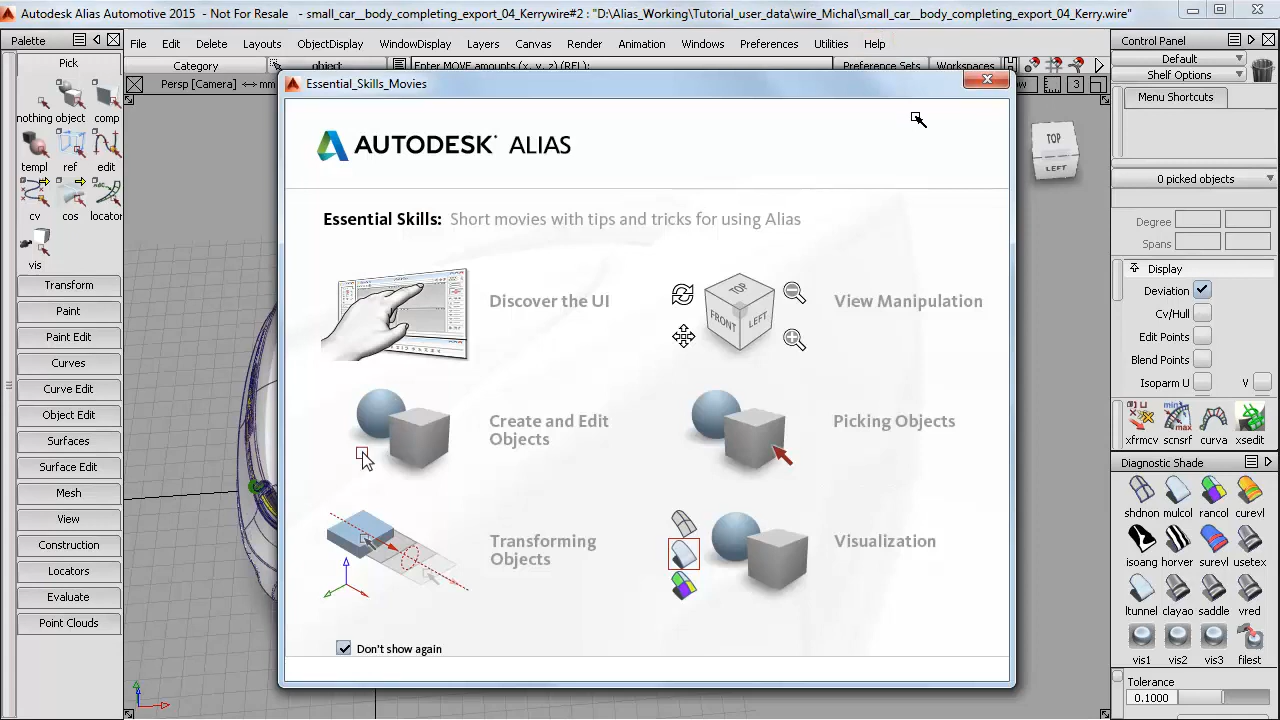 Autodesk Alias Automotive 2015 - Not For Resale - small_car__body_completing_export_04_Kerrywire#2 : "D:\Alias_Working\Tutorial_user_data\wire_Michal\small_car__body_completing_export_04_Kerry.wire"
Palette
File Edit Delete Layouts ObjectDisplay WindowDisplay Layers Canvas Render Animation Windows Preferences Utilities Help
Control Panel
Default
Shelf Options
Menu Shortcuts
Category
object
Enter MOVE amounts (x, y, z) (REL):
Preference Sets
Workspaces
Persp [Camera]
mm
3
Pick
nothing object comp
templ ref edit
cv cos locator
vis
Transform
Paint
Paint Edit
Curves
Curve Edit
Object Edit
Surfaces
Surface Edit
Mesh
View
Construction
Locators
Evaluate
Point Clouds
Essential_Skills_Movies
AUTODESK ALIAS
Essential Skills: Short movies with tips and tricks for using Alias
Discover the UI
TOP
FRONT
LEFT
View Manipulation
Create and Edit
Objects
Picking Objects
Transforming
Objects
Visualization
Don't show again
TOP
LEFT
0 picked objects
Degree
Spans
Display
Deviation
Cv/Hull
Edit Points
Blend Points
Isoparm U
V
xfrmcv scnsrf curva xsedit
Diagnostic Shade
shdnon mulcol rancol curevl
isoang horver surevl usetex
ltunnel clayao saddle vred
vis1 vis2 vis3 filest
Tolerance
0.1000